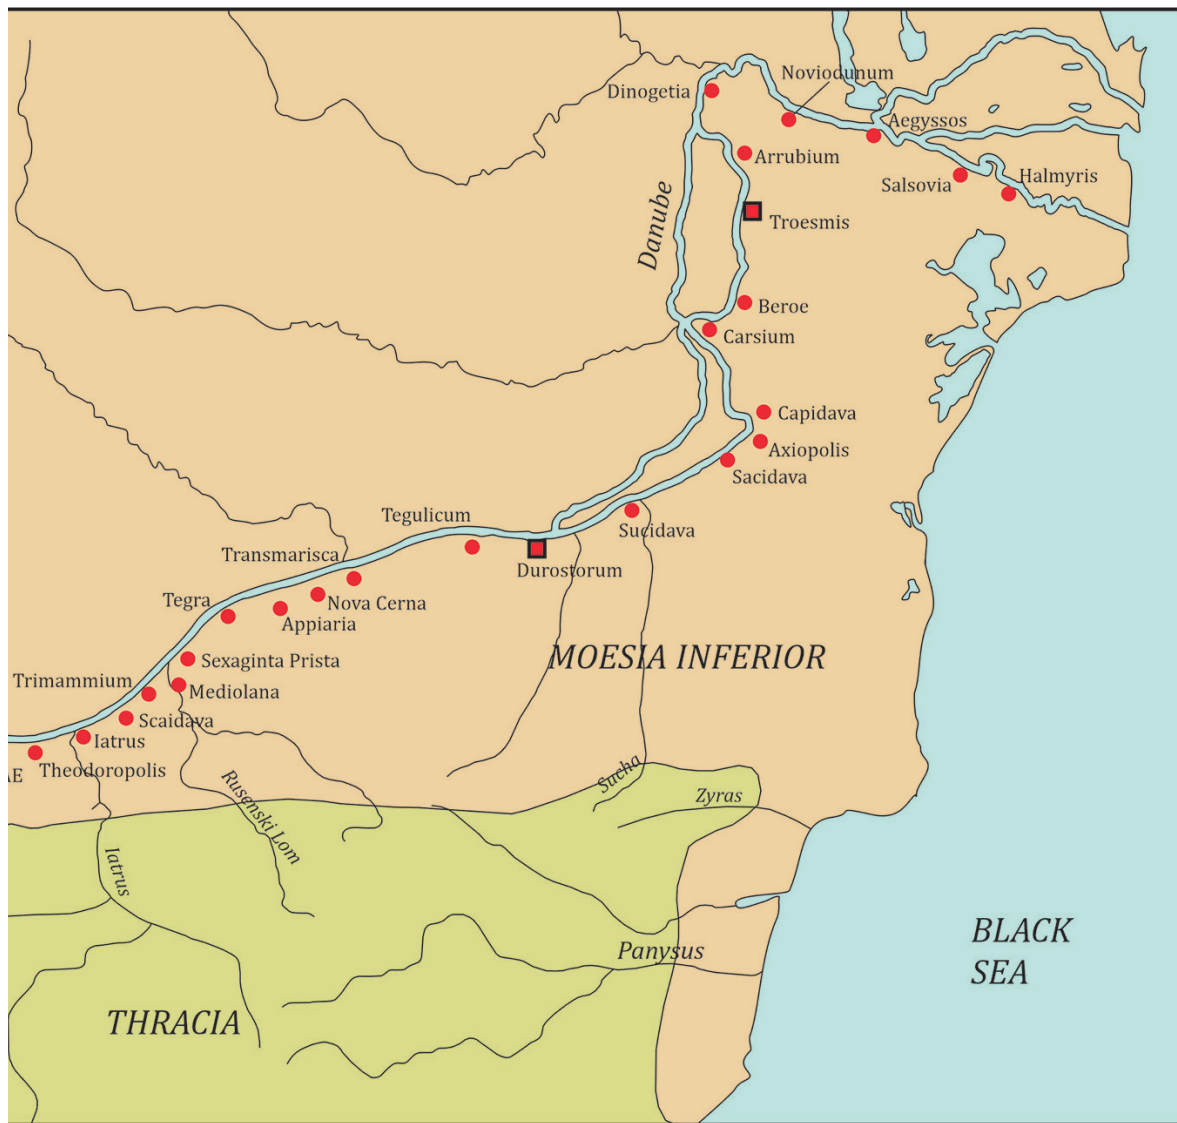 Noviodunum
Dinogetia
Aegyssos
Arrubium
Salsovia
Halmyris
Danube
Troesmis
Beroe
Carsium
Capidava
Axiopolis
Sacidava
Tegulicum
Sucidava
Transmarisca
Durostorum
Tegra
Nova Cerna
Appiaria
MOESIA INFERIOR
Sexaginta Prista
Trimammium
Mediolana
Scaidava
Iatrus
AE
Theodoropolis
Sucha
Zyras
Rusenski Lom
Iatrus
Panysus
BLACK
SEA
THRACIA